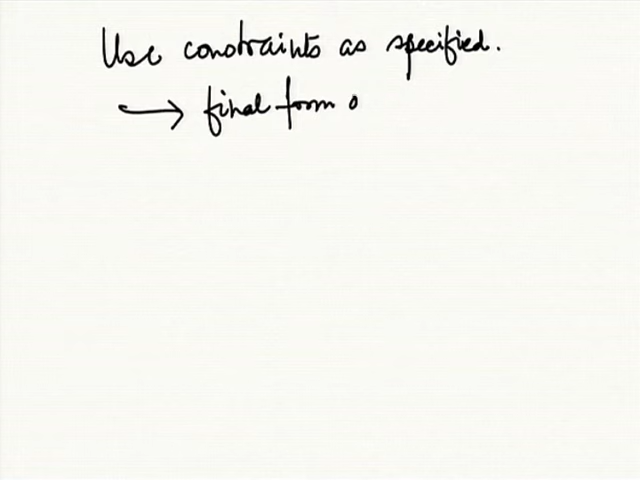 Use constraints as specified.
→ final form o